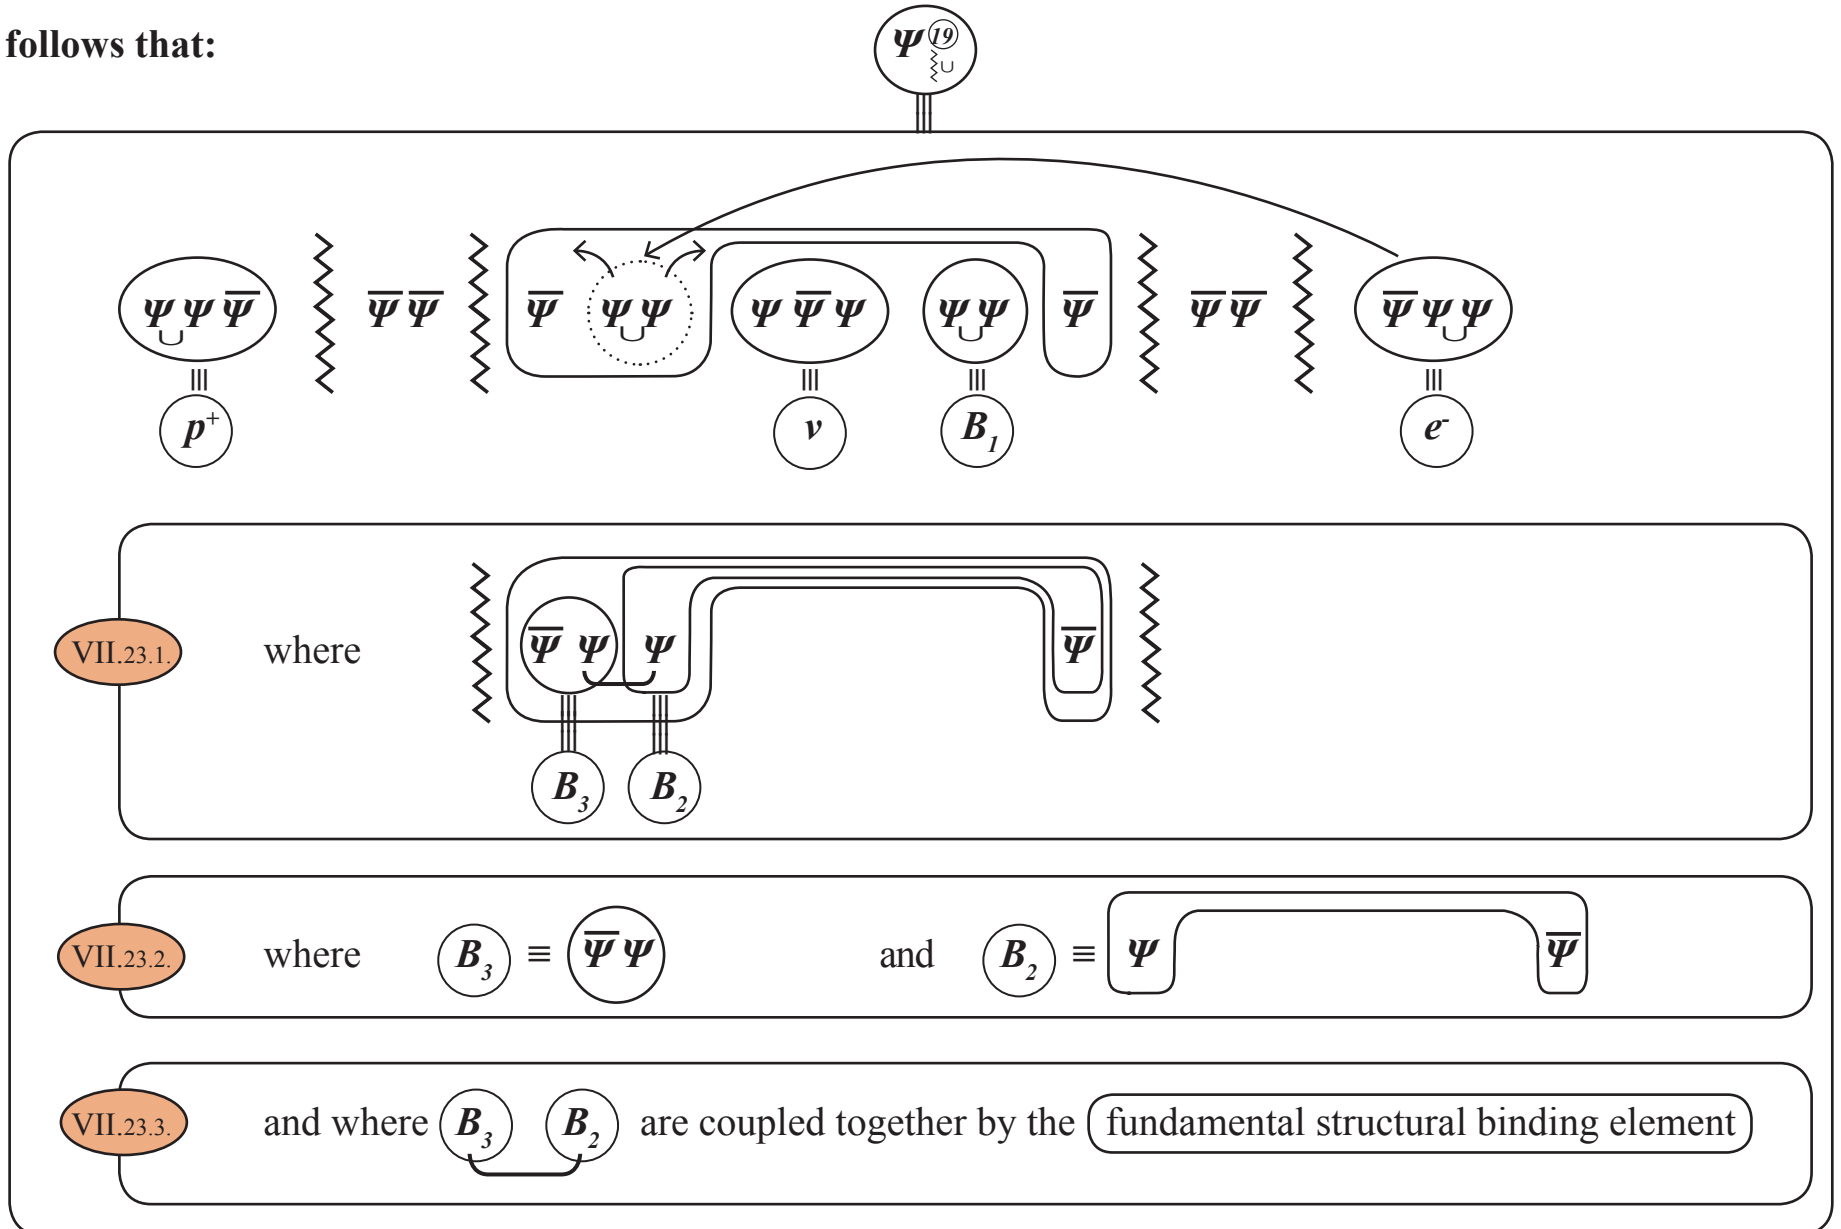 follows that:
Ψ⑲ ∪
Ψ Ψ Ψ̅ Ψ̅ Ψ̅ Ψ̅ Ψ Ψ Ψ Ψ̅ Ψ Ψ Ψ Ψ̅ Ψ̅ Ψ̅ Ψ̅ Ψ Ψ
≡ ≡ ≡ ≡
p⁺ ν B₁ e⁻
VII.23.1. where Ψ̅ Ψ Ψ Ψ̅
B₃ B₂
VII.23.2. where B₃ ≡ Ψ̅ Ψ and B₂ ≡ Ψ Ψ̅
VII.23.3. and where B₃ B₂ are coupled together by the fundamental structural binding element